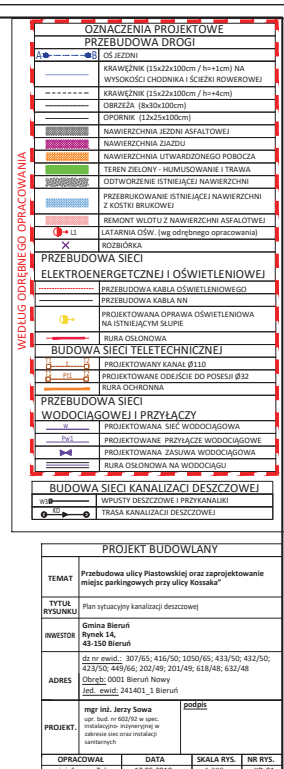 OZNACZENIA PROJEKTOWE
PRZEBUDOWA DROGI
A B OŚ JEZDNI
KRAWĘŻNIK (15x22x100cm / h=+1cm) NA
WYSOKOŚCI CHODNIKA I ŚCIEŻKI ROWEROWEJ
KRAWĘŻNIK (15x22x100cm / h=+4cm)
OBRZEŻA (8x30x100cm)
OPORNIK (12x25x100cm)
NAWIERZCHNIA JEZDNI ASFALTOWEJ
NAWIERZCHNIA ZJAZDU
NAWIERZCHNIA UTWARDZONEGO POBOCZA
TEREN ZIELONY - HUMUSOWANIE I TRAWA
ODTWORZENIE ISTNIEJĄCEJ NAWIERZCHNI
PRZEBRUKOWANIE ISTNIEJĄCEJ NAWIERZCHNI
Z KOSTKI BRUKOWEJ
REMONT WLOTU Z NAWIERZCHNI ASFALOTWEJ
L1 LATARNIA OŚW. (wg odrębnego opracowania)
ROZBIÓRKA
WEDŁUG ODRĘBNEGO OPRACOWANIA
PRZEBUDOWA SIECI
ELEKTROENERGETCZNEJ I OŚWIETLENIOWEJ
PRZEBUDOWA KABLA OŚWIETLENIOWEGO
PRZEBUDOWA KABLA NN
PROJEKTOWANA OPRAWA OŚWIETLENIOWA
NA ISTNIEJĄCYM SŁUPIE
RURA OSŁONOWA
BUDOWA SIECI TELETECHNICZNEJ
PROJEKTOWANY KANAŁ Ø110
Pt1 PROJEKTOWANE ODEJŚCIE DO POSESJI Ø32
RURA OCHRONNA
PRZEBUDOWA SIECI
WODOCIĄGOWEJ I PRZYŁĄCZY
w PROJEKTOWANA SIEĆ WODOCIĄGOWA
Pw1 PROJEKTOWANE PRZYŁĄCZE WODOCIĄGOWE
PROJEKTOWANA ZASUWA WODOCIĄGOWA
RURA OSŁONOWA NA WODOCIĄGU
BUDOWA SIECI KANALIZACJI DESZCZOWEJ
W3 WPUSTY DESZCZOWE I PRZYKANALIKI
KD TRASA KANALIZACJI DESZCZOWEJ
PROJEKT BUDOWLANY
TEMAT Przebudowa ulicy Piastowskiej oraz zaprojektowanie
miejsc parkingowych przy ulicy Kossaka"
TYTUŁ RYSUNKU Plan sytuacyjny kanalizacji deszczowej
INWESTOR Gmina Bieruń
Rynek 14,
43-150 Bieruń
ADRES dz nr ewid.: 307/65; 416/50; 1050/65; 433/50; 432/50;
423/50; 449/66; 202/49; 201/49; 618/48; 632/48
Obręb: 0001 Bieruń Nowy
Jed. ewid: 241401_1 Bieruń
PROJEKT. mgr inż. Jerzy Sowa podpis
upr. bud. nr 602/92 w spec.
instalacyjno- inżynieryjnej w
zakresie siec oraz instalacji
sanitarnych
OPRACOWAŁ DATA SKALA RYS. NR RYS.